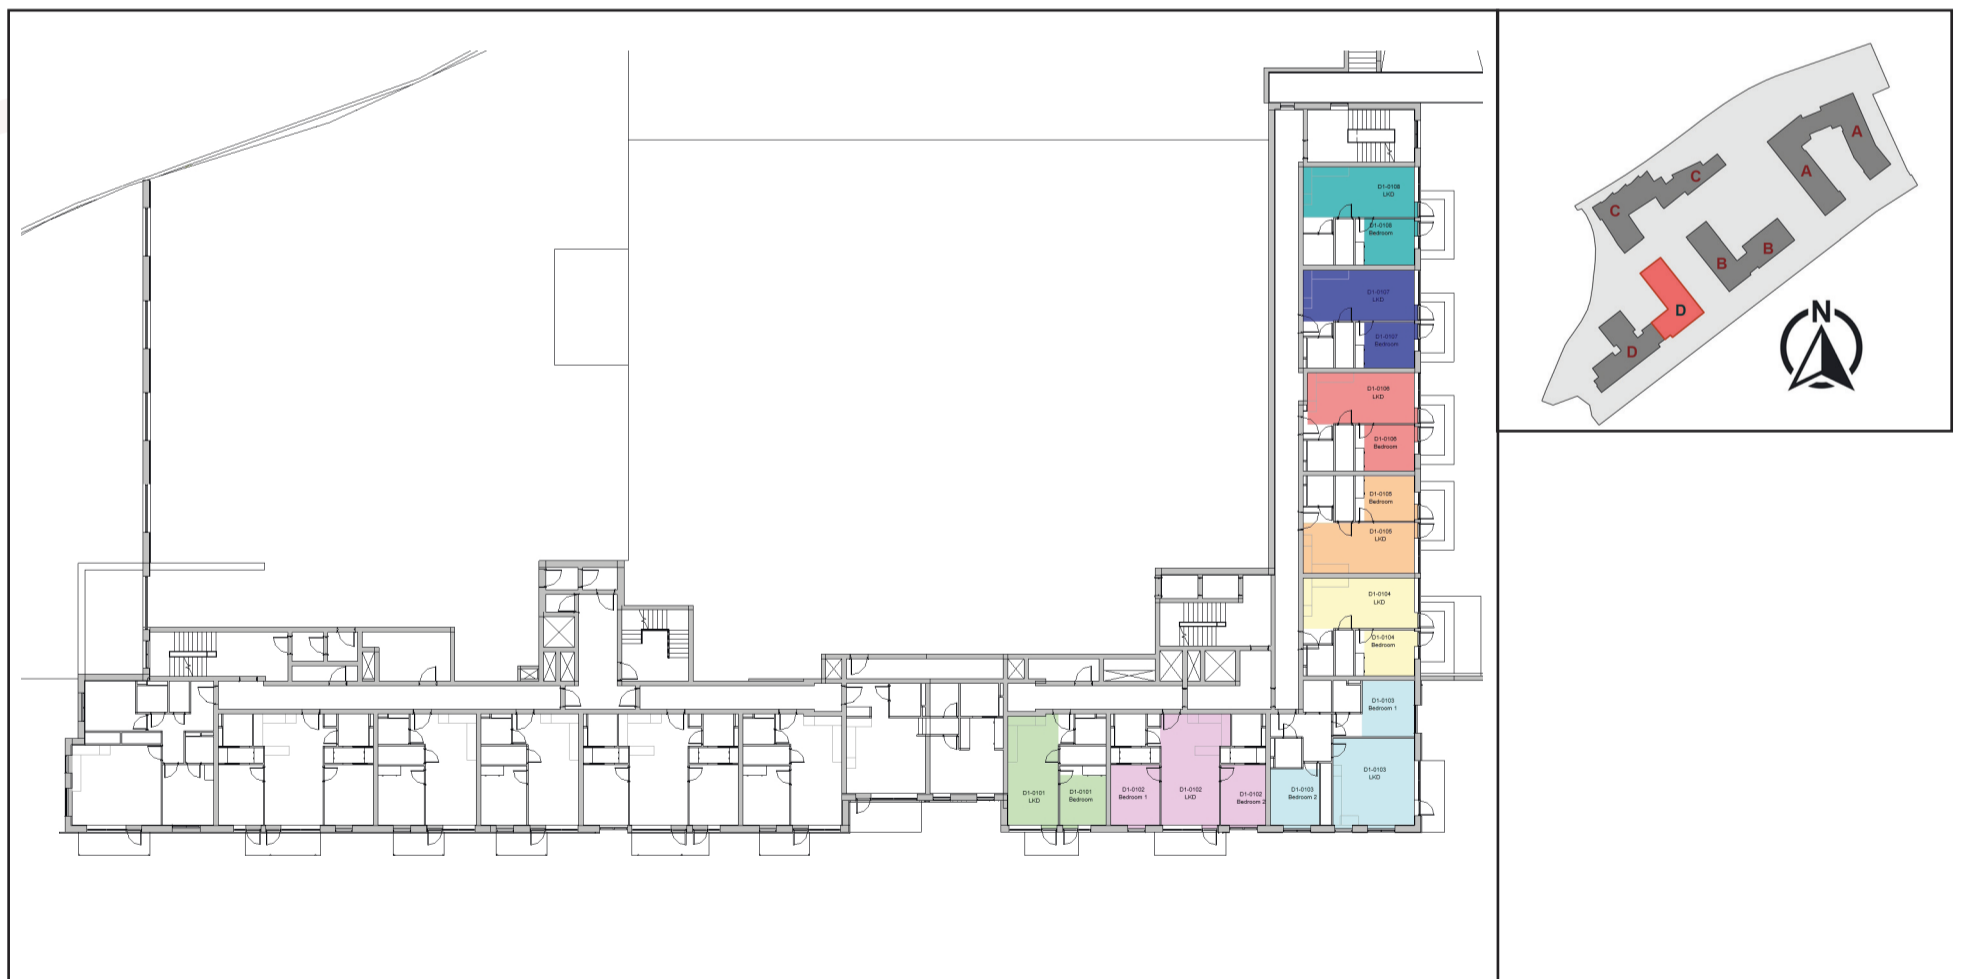 D1-0108
LKD
D1-0108
Bedroom
D1-0107
LKD
D1-0107
Bedroom
D1-0106
LKD
D1-0106
Bedroom
D1-0105
Bedroom
D1-0105
LKD
D1-0104
LKD
D1-0104
Bedroom
D1-0103
Bedroom 1
D1-0103
LKD
D1-0103
Bedroom 2
D1-0101
LKD
D1-0101
Bedroom
D1-0102
Bedroom 1
D1-0102
LKD
D1-0102
Bedroom 2
A
A
C
C
B
B
D
D
N